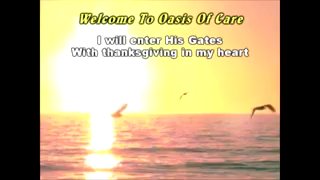 Welcome To Oasis Of Care
I will enter His Gates
With thanksgiving in my heart